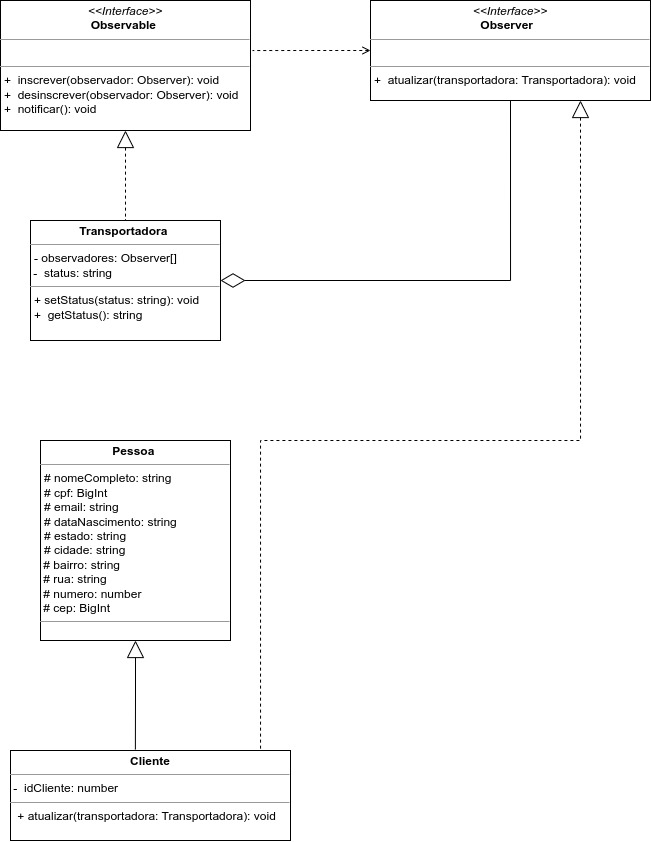 <<Interface>>
Observable
+ inscrever(observador: Observer): void
+ desinscrever(observador: Observer): void
+ notificar(): void
<<Interface>>
Observer
+ atualizar(transportadora: Transportadora): void
Transportadora
- observadores: Observer[]
- status: string
+ setStatus(status: string): void
+ getStatus(): string
Pessoa
# nomeCompleto: string
# cpf: BigInt
# email: string
# dataNascimento: string
# estado: string
# cidade: string
# bairro: string
# rua: string
# numero: number
# cep: BigInt
Cliente
- idCliente: number
+ atualizar(transportadora: Transportadora): void